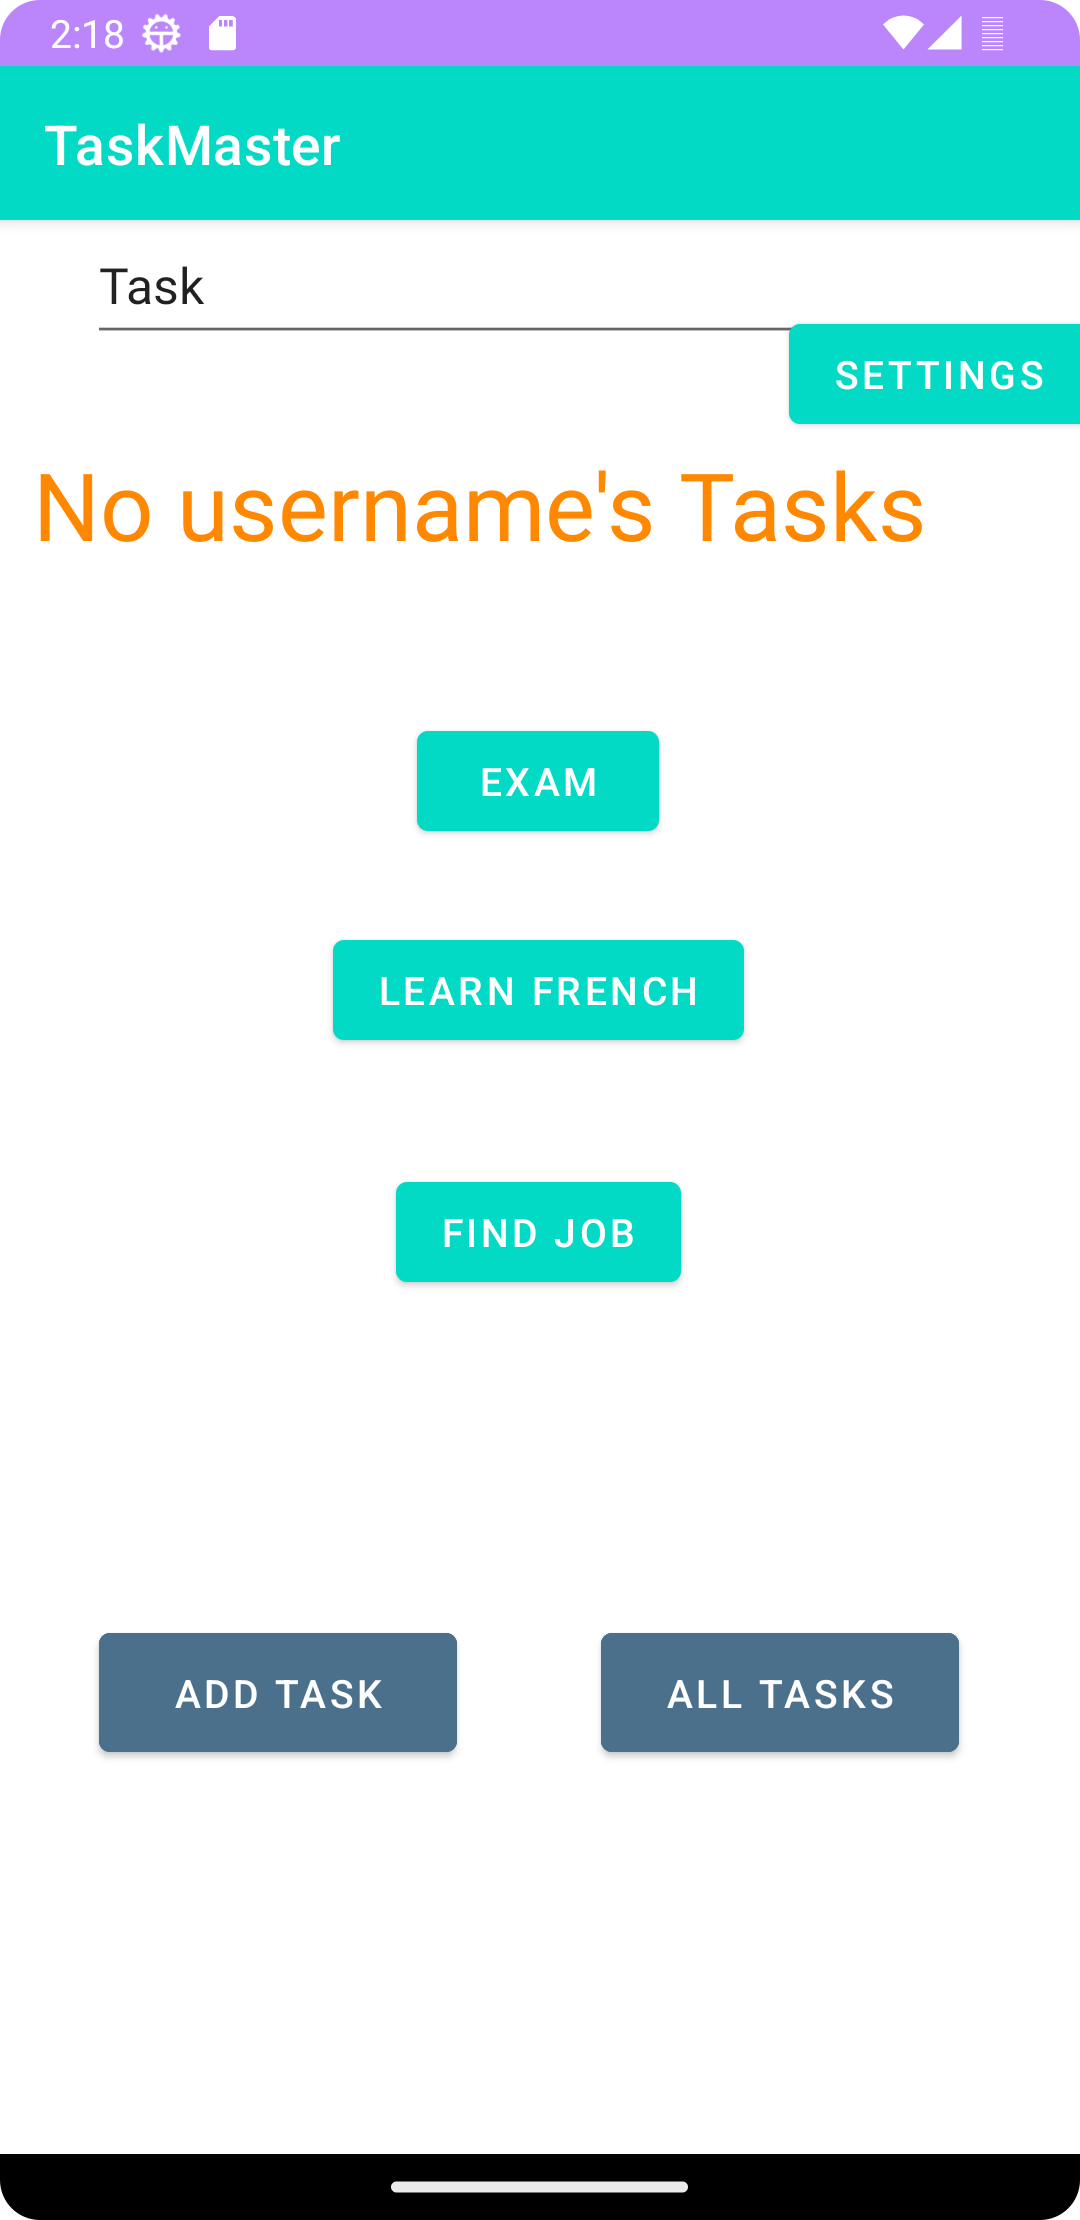 2:18
TaskMaster
Task
SETTINGS
No username's Tasks
EXAM
LEARN FRENCH
FIND JOB
ADD TASK
ALL TASKS